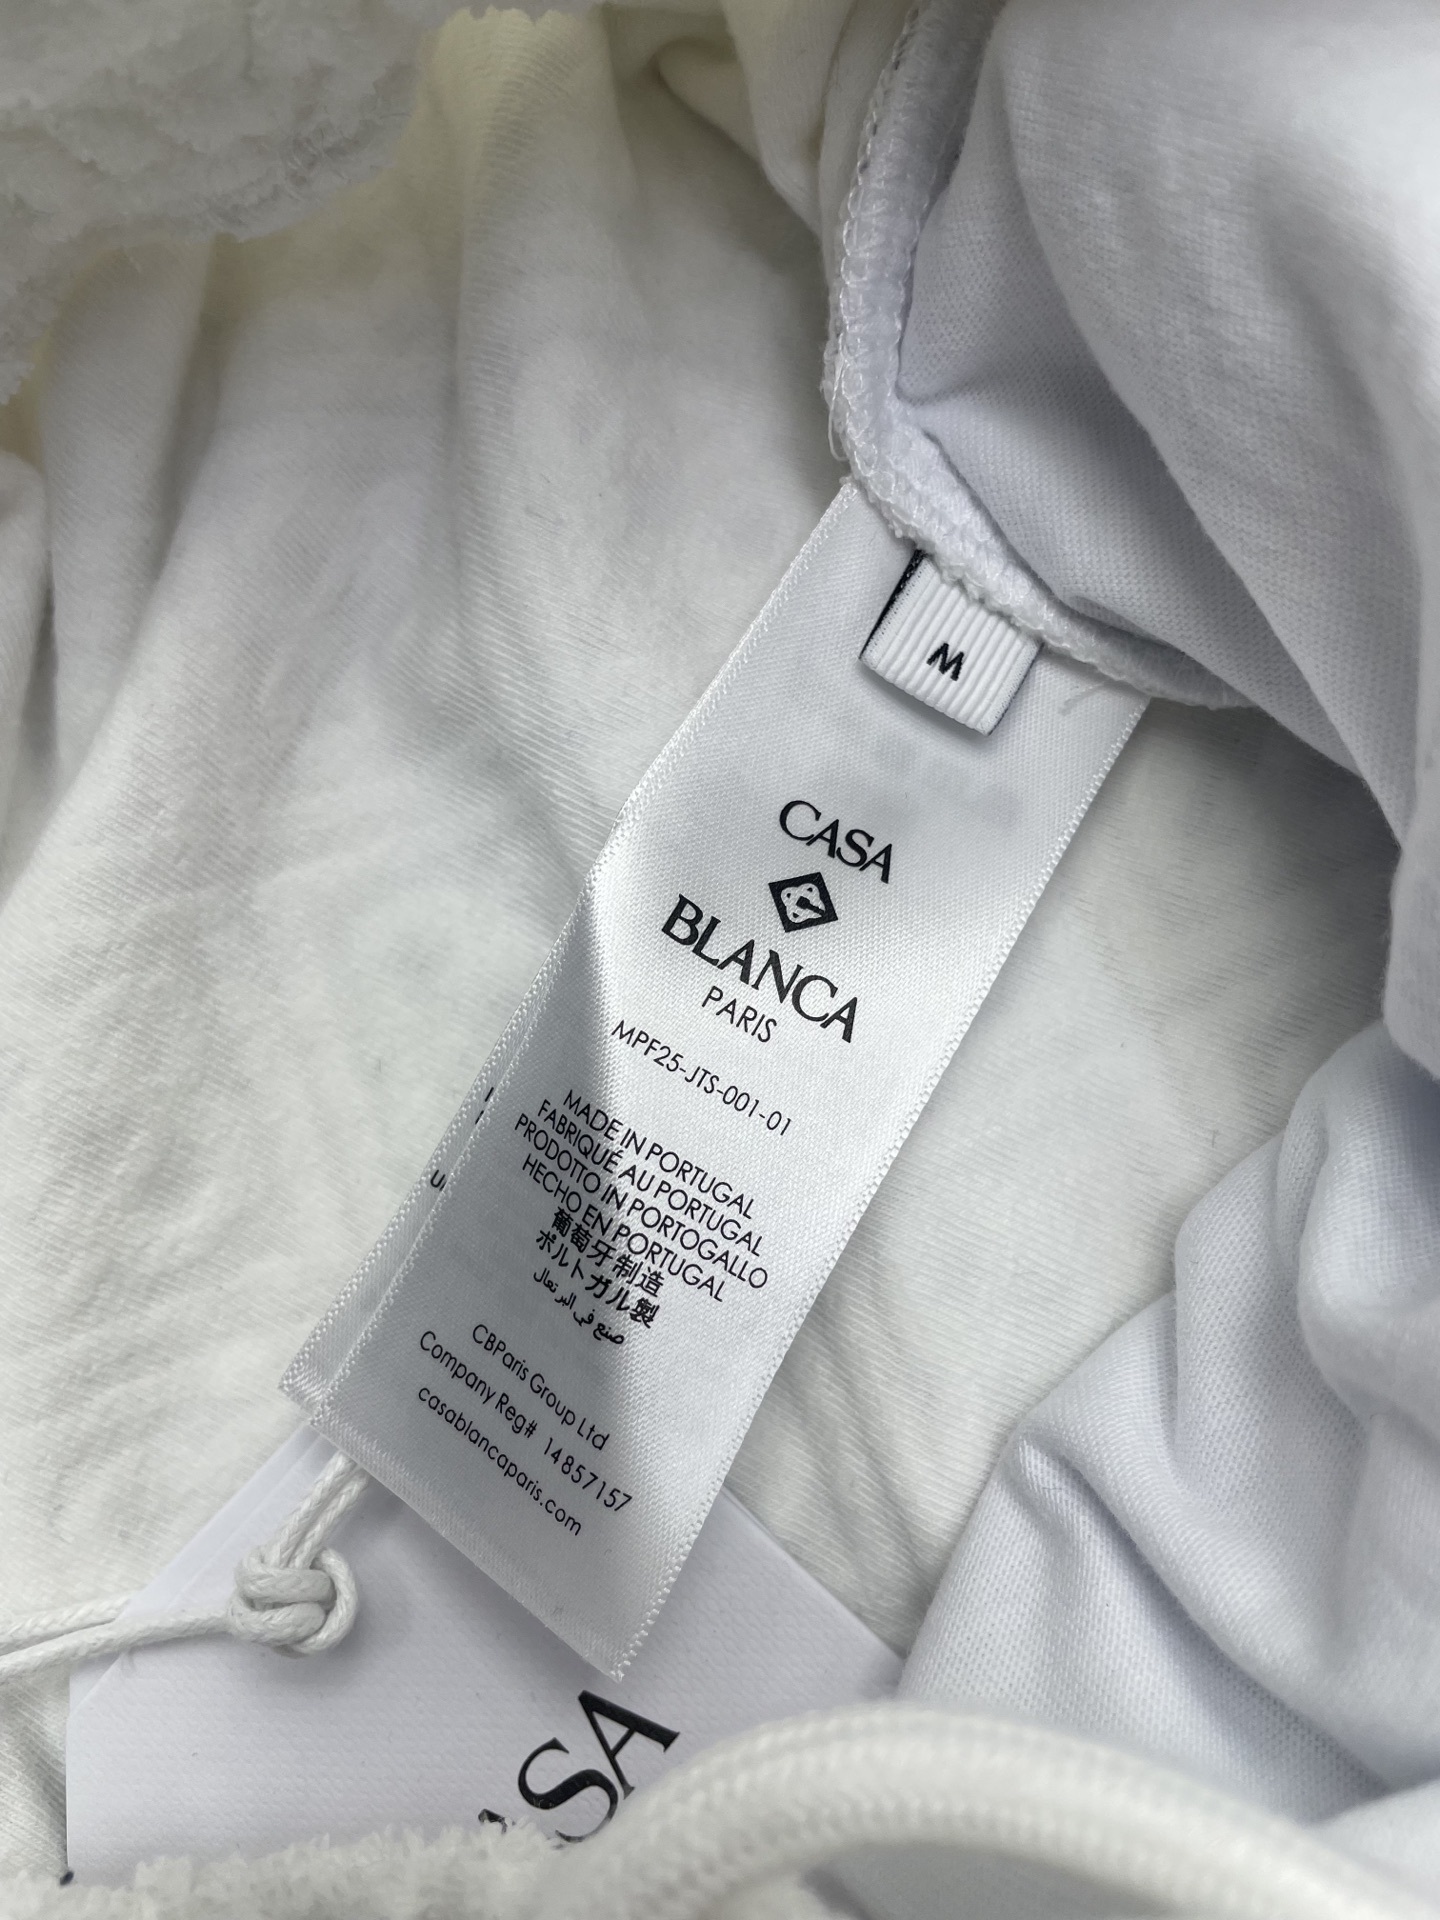 M
CASA
BLANCA
PARIS
MPF25-JTS-001-01
MADE IN PORTUGAL
FABRIQUÉ AU PORTUGAL
PRODOTTO IN PORTOGALLO
HECHO EN PORTUGAL
葡萄牙制造
ポルトガル製
صنع في البرتغال
CBParis Group Ltd
Company Reg# 14857157
casablancaparis.com
SA